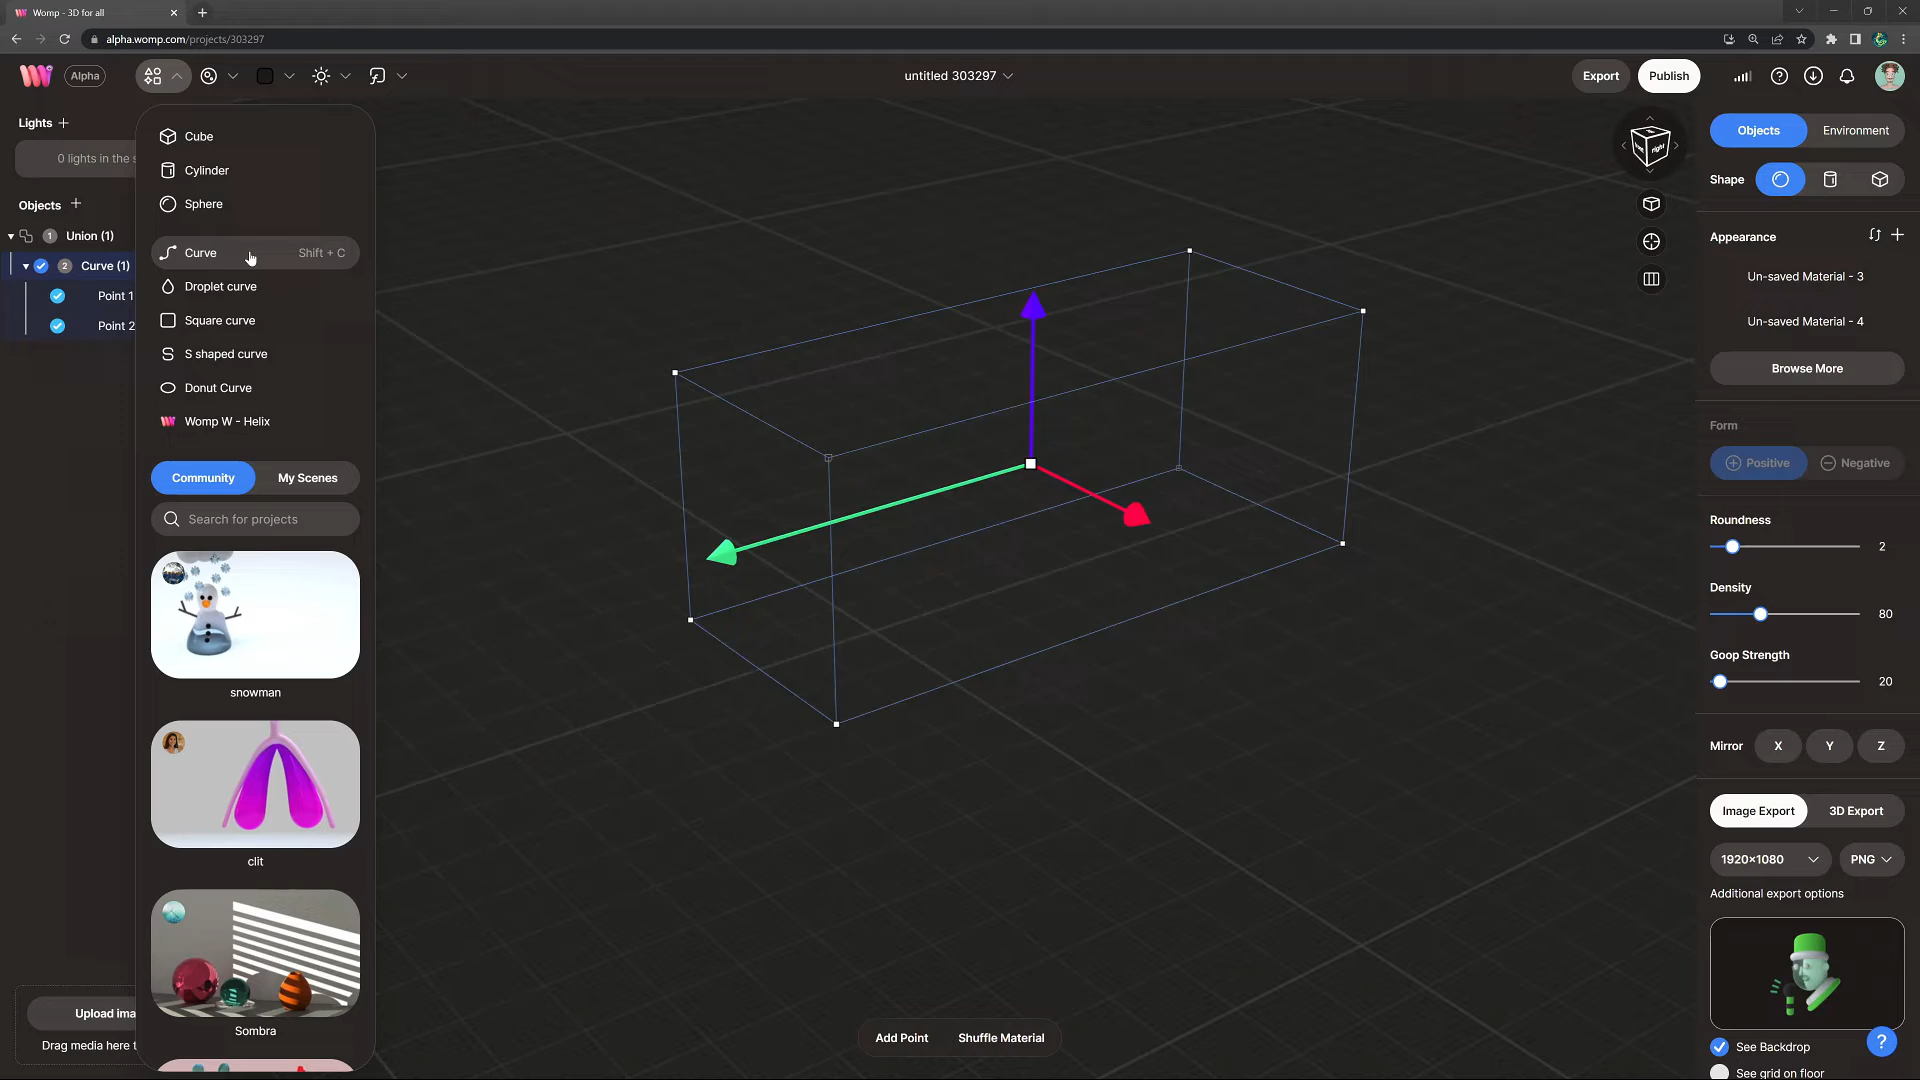 Womp - 3D for all
alpha.womp.com/projects/303297
Alpha
untitled 303297
Export
Publish
Lights
0 lights in the s
Objects
Union (1)
1
Curve (1)
2
Point 1
Point 2
Upload ima
Drag media here t
Cube
Cylinder
Sphere
Curve
Shift + C
Droplet curve
Square curve
S shaped curve
Donut Curve
Womp W - Helix
Community
My Scenes
Search for projects
snowman
clit
Sombra
right
Add Point
Shuffle Material
Objects
Environment
Shape
Appearance
Un-saved Material - 3
Un-saved Material - 4
Browse More
Form
Positive
Negative
Roundness
2
Density
80
Goop Strength
20
Mirror
X
Y
Z
Image Export
3D Export
1920×1080
PNG
Additional export options
See Backdrop
See grid on floor
?